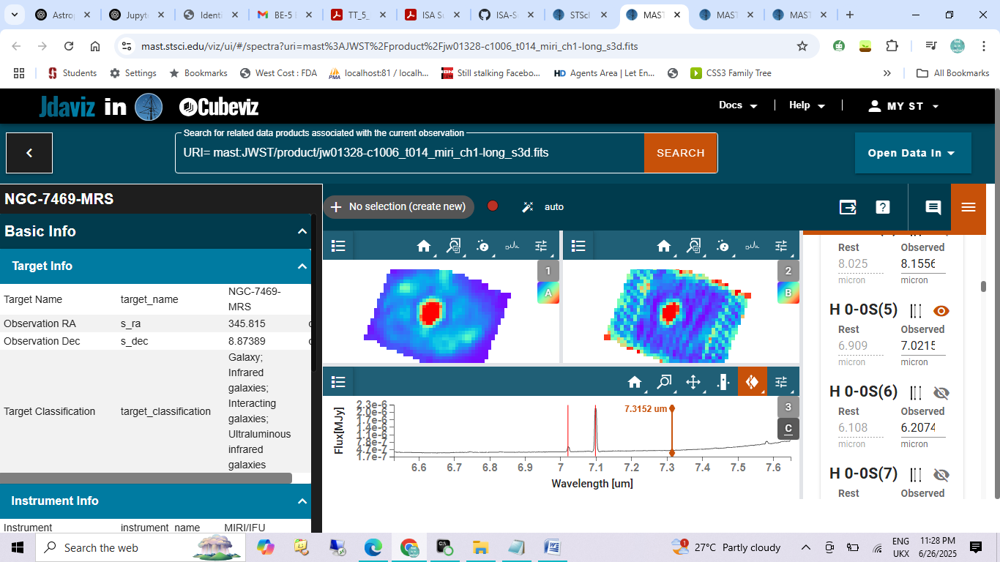 Astrop
Jupyte
Identi
BE-5 I
TT_5_
ISA Su
ISA-Su
STScI
MAST
MAST
MAST
mast.stsci.edu/viz/ui/#/spectra?uri=mast%3AJWST%2Fproduct%2Fjw01328-c1006_t014_miri_ch1-long_s3d.fits
Students
Settings
Bookmarks
West Cost : FDA
localhost:81 / localh...
Still stalking Facebo...
Agents Area | Let En...
CSS3 Family Tree
All Bookmarks
Jdaviz in Cubeviz
Docs
Help
MY ST
Search for related data products associated with the current observation
URI= mast:JWST/product/jw01328-c1006_t014_miri_ch1-long_s3d.fits
SEARCH
Open Data In
NGC-7469-MRS
Basic Info
Target Info
Target Name target_name NGC-7469-
MRS
Observation RA s_ra 345.815
Observation Dec s_dec 8.87389
Target Classification target_classification Galaxy;
Infrared
galaxies;
Interacting
galaxies;
Ultraluminous
infrared
galaxies
Instrument Info
Instrument instrument_name MIRI/IFU
No selection (create new)
auto
1
A
2
B
3
C
Flux[MJy]
2.3e-6
2.0e-6
1.7e-6
1.4e-6
1.1e-6
7.8e-7
4.7e-7
1.7e-7
7.3152 um
6.6 6.7 6.8 6.9 7 7.1 7.2 7.3 7.4 7.5 7.6
Wavelength [um]
Rest Observed
8.025 8.1556
micron micron
H 0-0S(5)
Rest Observed
6.909 7.0215
micron micron
H 0-0S(6)
Rest Observed
6.108 6.2074
micron micron
H 0-0S(7)
Rest Observed
Search the web
1
27°C Partly cloudy
ENG
UKX
11:28 PM
6/26/2025